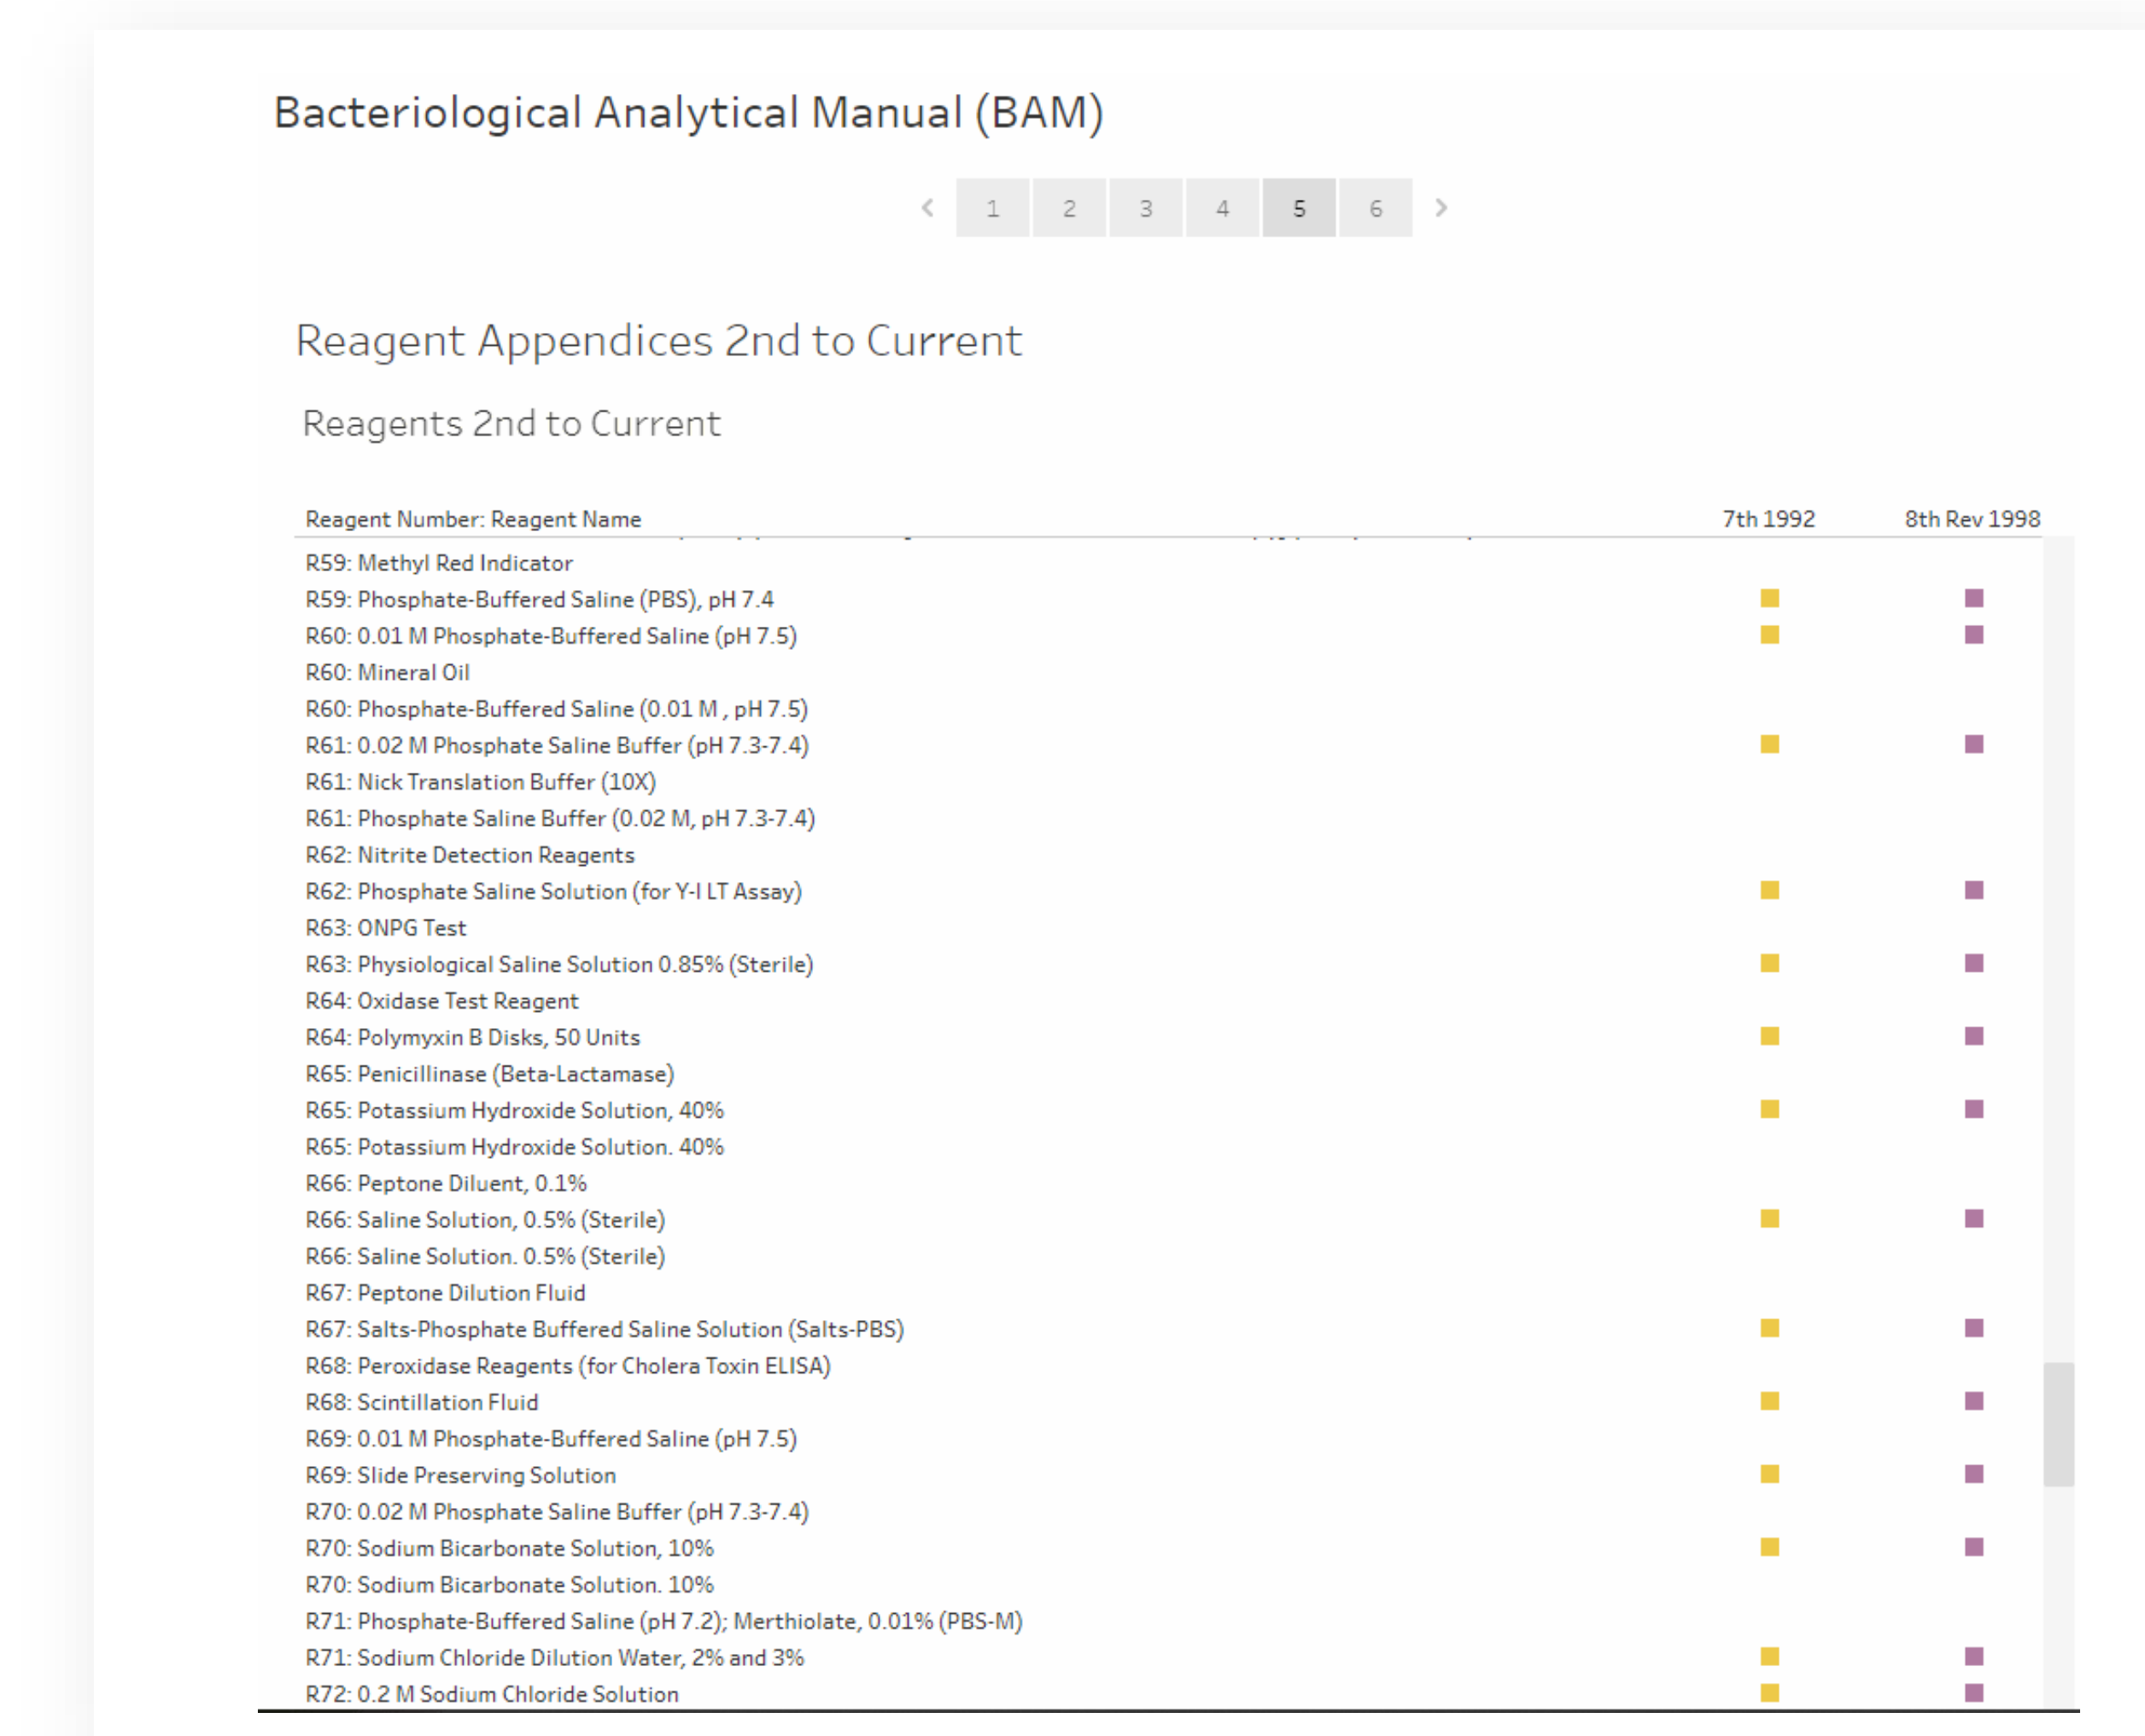 Bacteriological Analytical Manual (BAM)
< 1 2 3 4 5 6 >
Reagent Appendices 2nd to Current
Reagents 2nd to Current
Reagent Number: Reagent Name 7th 1992 8th Rev 1998
R59: Methyl Red Indicator
R59: Phosphate-Buffered Saline (PBS), pH 7.4
R60: 0.01 M Phosphate-Buffered Saline (pH 7.5)
R60: Mineral Oil
R60: Phosphate-Buffered Saline (0.01 M , pH 7.5)
R61: 0.02 M Phosphate Saline Buffer (pH 7.3-7.4)
R61: Nick Translation Buffer (10X)
R61: Phosphate Saline Buffer (0.02 M, pH 7.3-7.4)
R62: Nitrite Detection Reagents
R62: Phosphate Saline Solution (for Y-I LT Assay)
R63: ONPG Test
R63: Physiological Saline Solution 0.85% (Sterile)
R64: Oxidase Test Reagent
R64: Polymyxin B Disks, 50 Units
R65: Penicillinase (Beta-Lactamase)
R65: Potassium Hydroxide Solution, 40%
R65: Potassium Hydroxide Solution. 40%
R66: Peptone Diluent, 0.1%
R66: Saline Solution, 0.5% (Sterile)
R66: Saline Solution. 0.5% (Sterile)
R67: Peptone Dilution Fluid
R67: Salts-Phosphate Buffered Saline Solution (Salts-PBS)
R68: Peroxidase Reagents (for Cholera Toxin ELISA)
R68: Scintillation Fluid
R69: 0.01 M Phosphate-Buffered Saline (pH 7.5)
R69: Slide Preserving Solution
R70: 0.02 M Phosphate Saline Buffer (pH 7.3-7.4)
R70: Sodium Bicarbonate Solution, 10%
R70: Sodium Bicarbonate Solution. 10%
R71: Phosphate-Buffered Saline (pH 7.2); Merthiolate, 0.01% (PBS-M)
R71: Sodium Chloride Dilution Water, 2% and 3%
R72: 0.2 M Sodium Chloride Solution